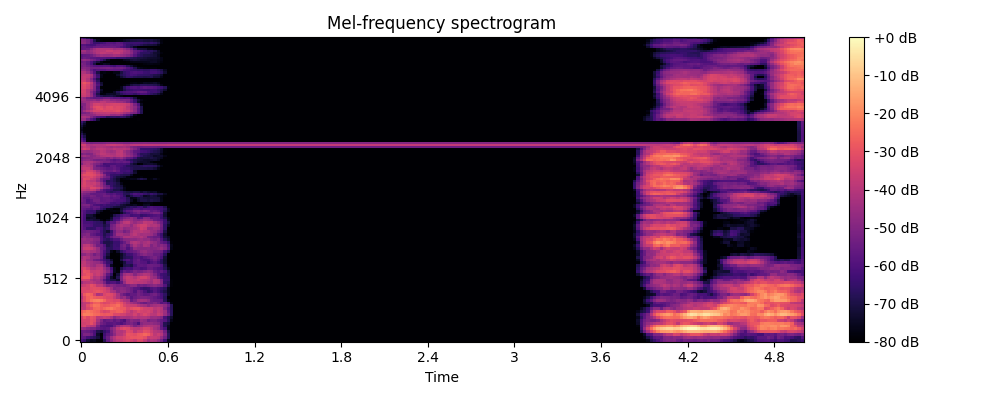 Mel-frequency spectrogram
Hz
4096
2048
1024
512
0
0
0.6
1.2
1.8
2.4
3
3.6
4.2
4.8
Time
+0 dB
-10 dB
-20 dB
-30 dB
-40 dB
-50 dB
-60 dB
-70 dB
-80 dB